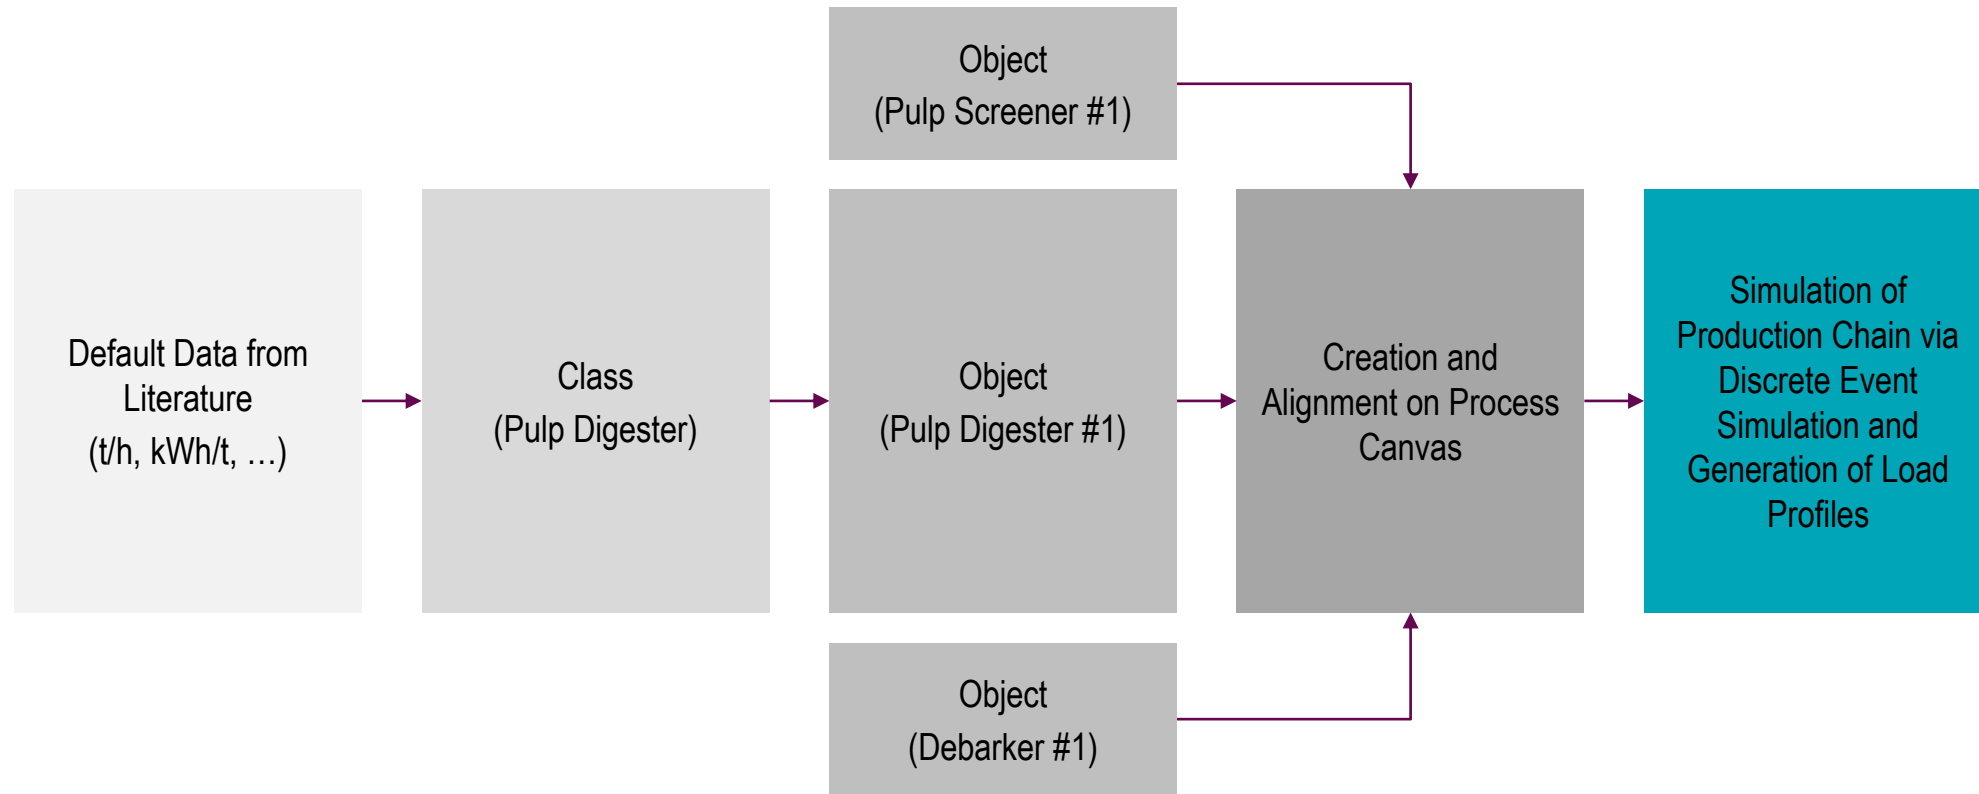 Object
(Pulp Screener #1)
Default Data from
Literature
(t/h, kWh/t, …)
Class
(Pulp Digester)
Object
(Pulp Digester #1)
Creation and
Alignment on Process
Canvas
Simulation of
Production Chain via
Discrete Event
Simulation and
Generation of Load
Profiles
Object
(Debarker #1)